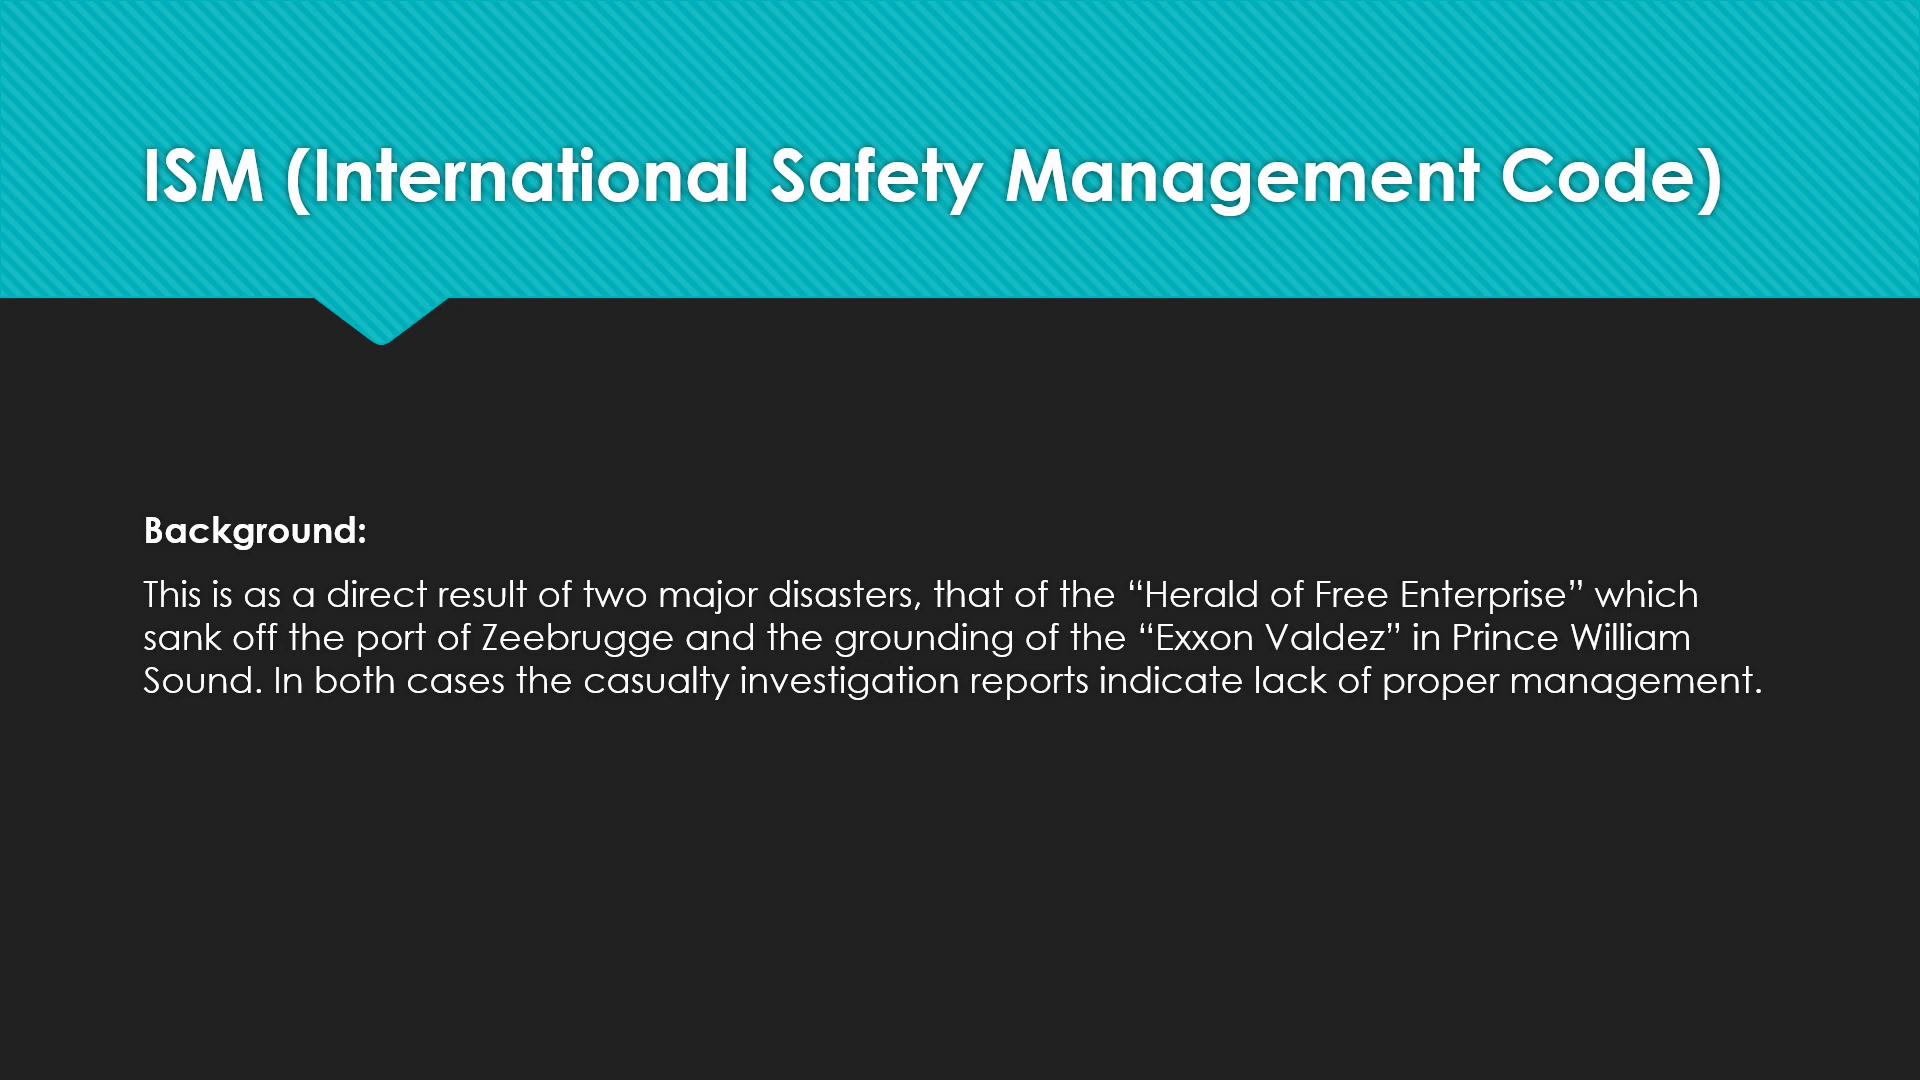 ISM (International Safety Management Code)
Background:
This is as a direct result of two major disasters, that of the “Herald of Free Enterprise” which
sank off the port of Zeebrugge and the grounding of the “Exxon Valdez” in Prince William
Sound. In both cases the casualty investigation reports indicate lack of proper management.